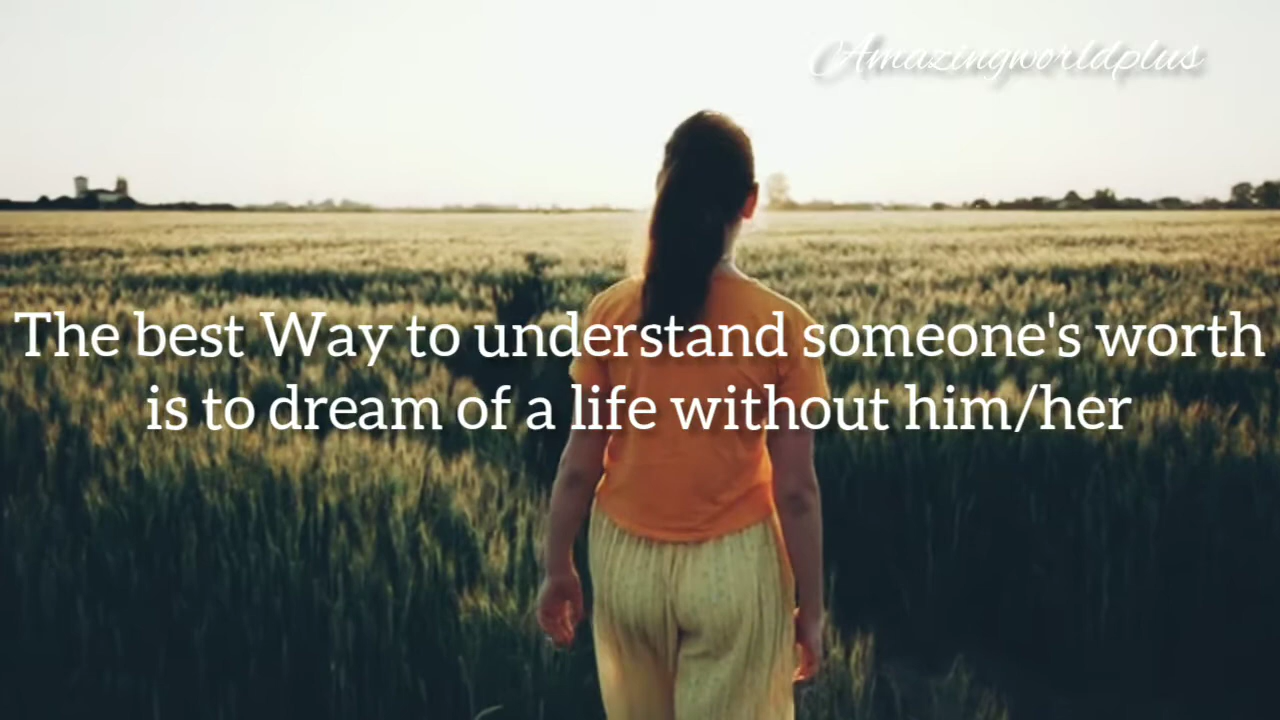 Amazingworldplus
The best Way to understand someone's worth
is to dream of a life without him/her